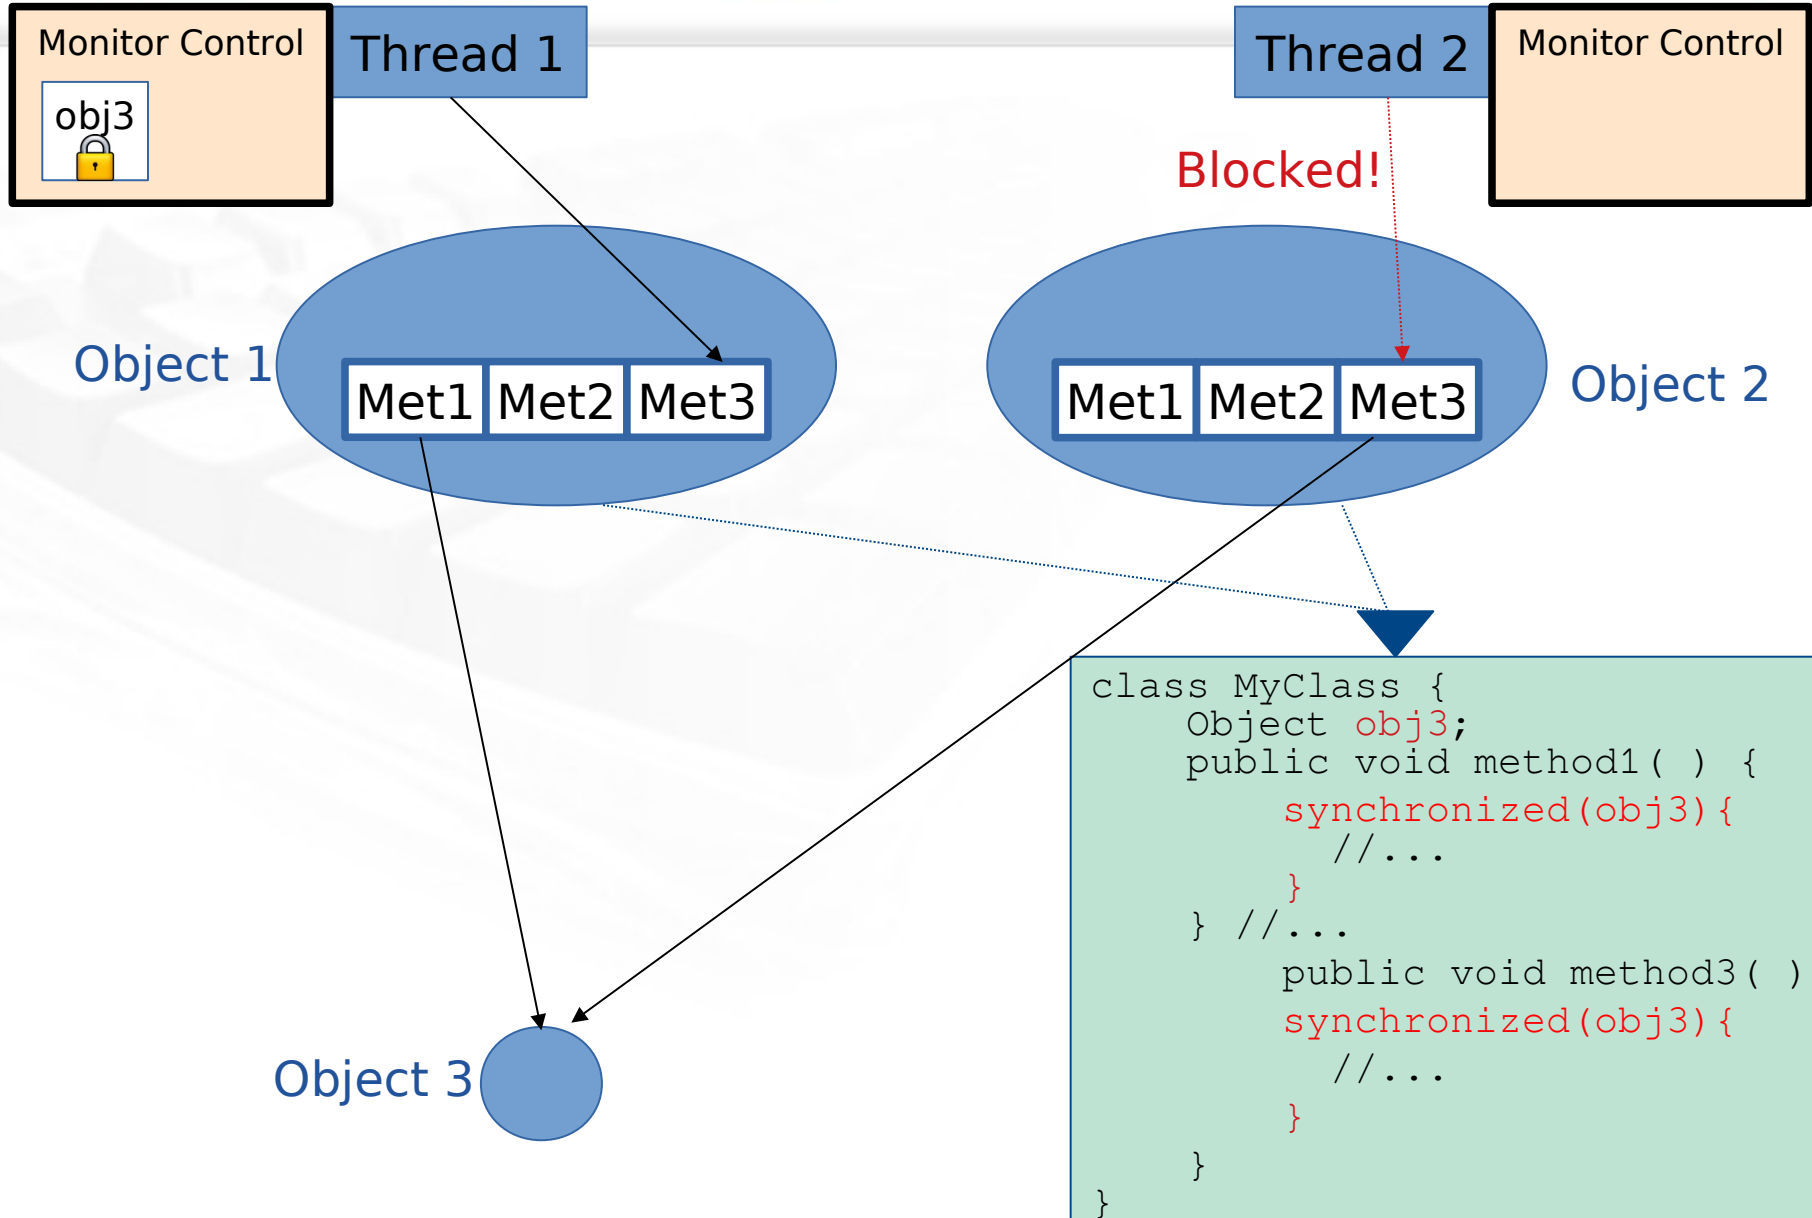 Monitor Control
Thread 1
Thread 2
Monitor Control
obj3
Blocked!
Object 1
Met1 Met2 Met3
Met1 Met2 Met3
Object 2
class MyClass {
Object obj3;
public void method1( ) {
synchronized(obj3){
//...
}
} //...
public void method3( )
synchronized(obj3){
//...
}
}
}
Object 3